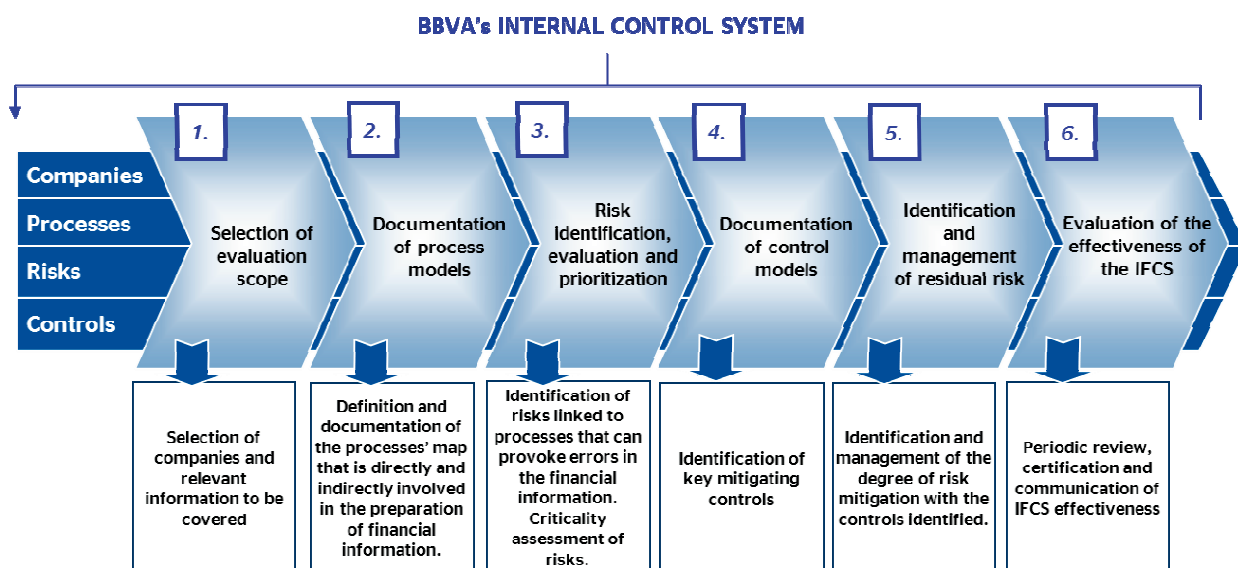 BBVA's INTERNAL CONTROL SYSTEM
1.
2.
3.
4.
5.
6.
Companies
Processes
Risks
Controls
Selection of
evaluation
scope
Documentation
of process
models
Risk
identification,
evaluation and
prioritization
Documentation
of control
models
Identification
and
management
of residual risk
Evaluation of the
effectiveness of
the IFCS
Selection of
companies and
relevant
information to be
covered
Definition and
documentation of
the processes' map
that is directly and
indirectly involved
in the preparation
of financial
information.
Identification of
risks linked to
processes that can
provoke errors in
the financial
information.
Criticality
assessment of
risks.
Identification of
key mitigating
controls
Identification and
management of the
degree of risk
mitigation with the
controls identified.
Periodic review,
certification and
communication of
IFCS effectiveness